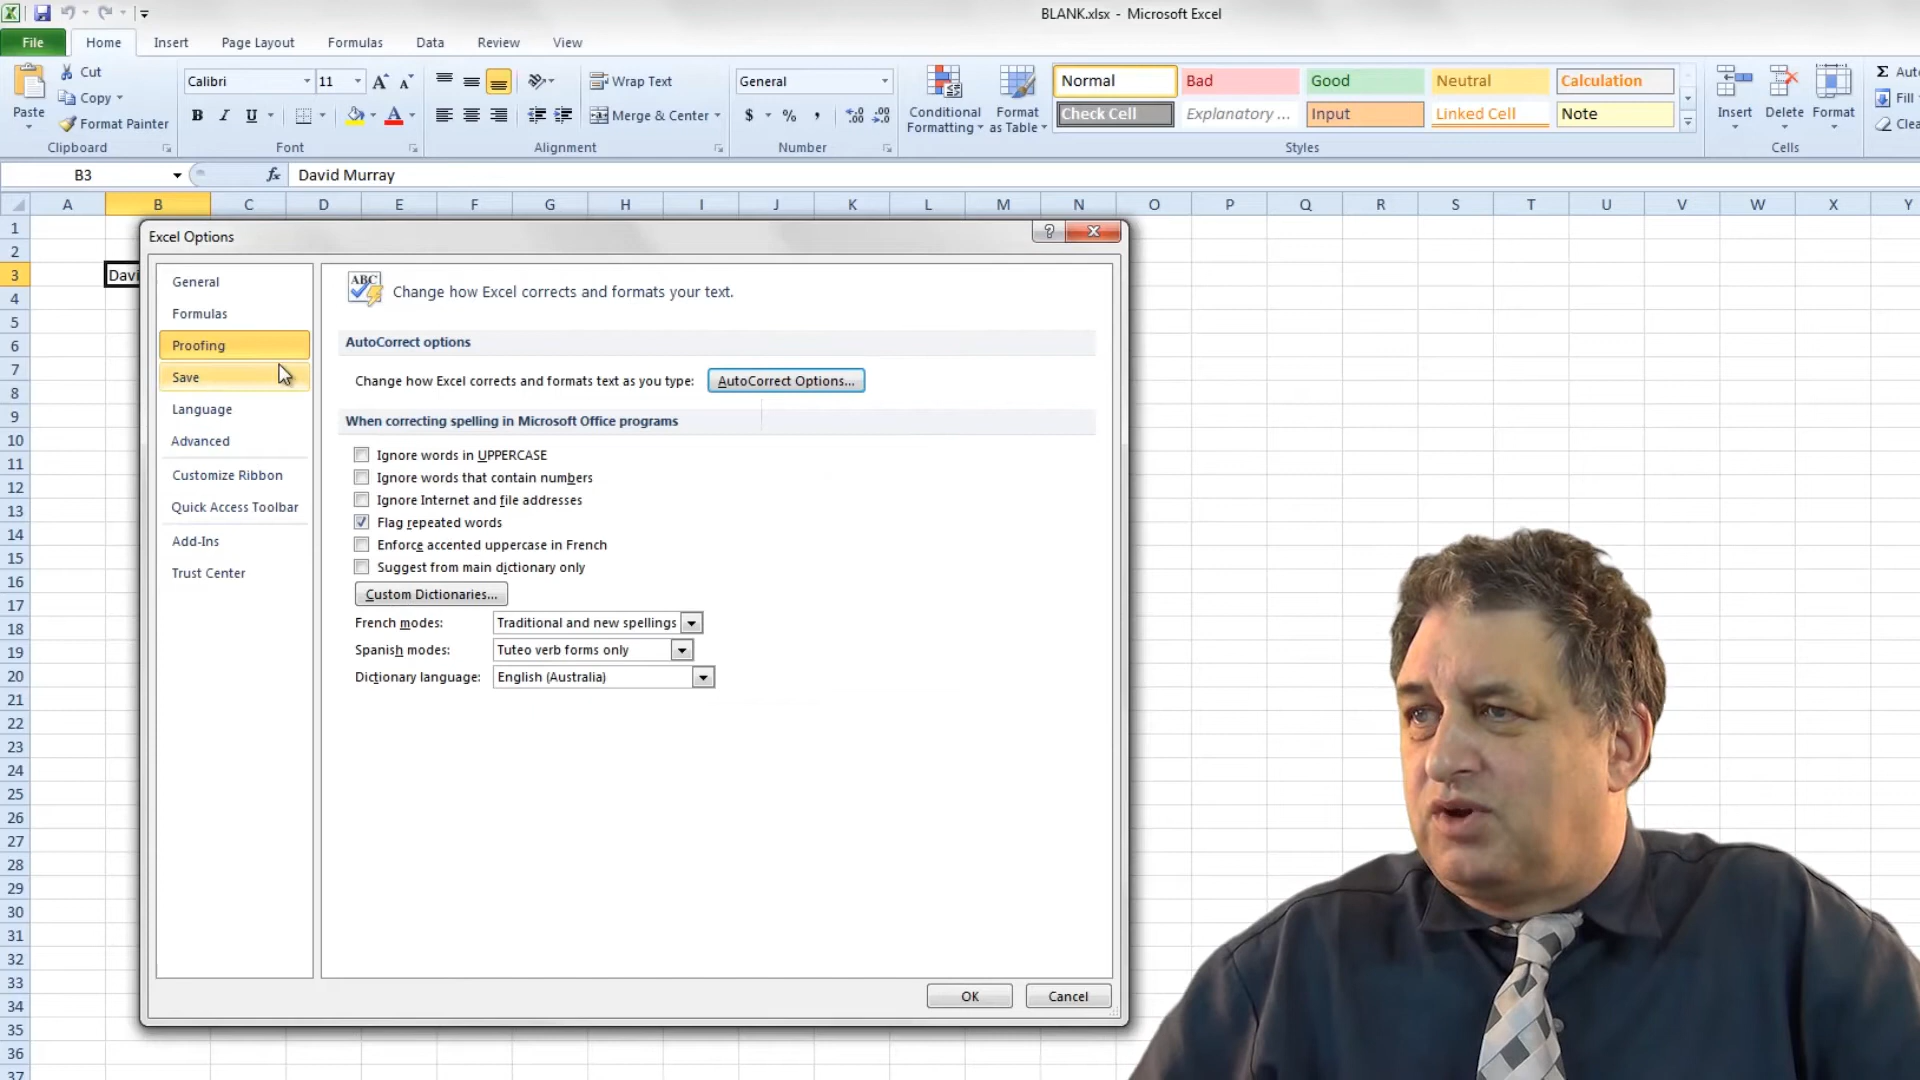 BLANK.xlsx - Microsoft Excel
File Home Insert Page Layout Formulas Data Review View
Paste
Cut
Copy
Format Painter
Clipboard
Calibri 11
B I U
Font
Wrap Text
Merge & Center
Alignment
General
$ % ,
Number
Conditional Formatting
Format as Table
Normal Bad Good Neutral Calculation
Check Cell Explanatory ... Input Linked Cell Note
Styles
Insert Delete Format
Cells
Σ
Fill
B3 fx David Murray
A B C D E F G H I J K L M N O P Q R S T U V W X Y
1
2
3
4
5
6
7
8
9
10
11
12
13
14
15
16
17
18
19
20
21
22
23
24
25
26
27
28
29
30
31
32
33
34
35
36
37
Davi
Excel Options
General
Formulas
Proofing
Save
Language
Advanced
Customize Ribbon
Quick Access Toolbar
Add-Ins
Trust Center
ABC
Change how Excel corrects and formats your text.
AutoCorrect options
Change how Excel corrects and formats text as you type: AutoCorrect Options...
When correcting spelling in Microsoft Office programs
Ignore words in UPPERCASE
Ignore words that contain numbers
Ignore Internet and file addresses
Flag repeated words
Enforce accented uppercase in French
Suggest from main dictionary only
Custom Dictionaries...
French modes: Traditional and new spellings
Spanish modes: Tuteo verb forms only
Dictionary language: English (Australia)
OK Cancel